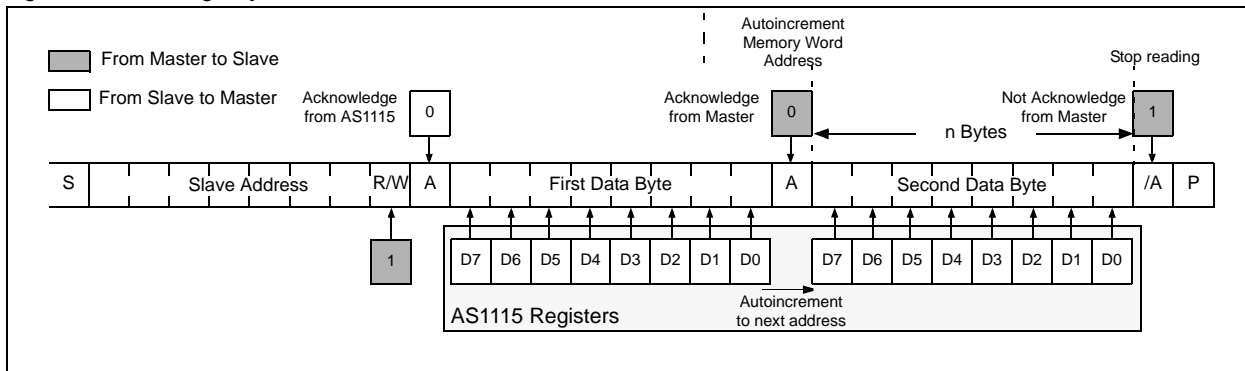 Autoincrement
Memory Word
Address
Stop reading
From Master to Slave
From Slave to Master
Acknowledge
from AS1115
0
Acknowledge
from Master
0
Not Acknowledge
from Master
1
n Bytes
S Slave Address R/W A First Data Byte A Second Data Byte /A P
1
D7 D6 D5 D4 D3 D2 D1 D0 D7 D6 D5 D4 D3 D2 D1 D0
AS1115 Registers
Autoincrement
to next address